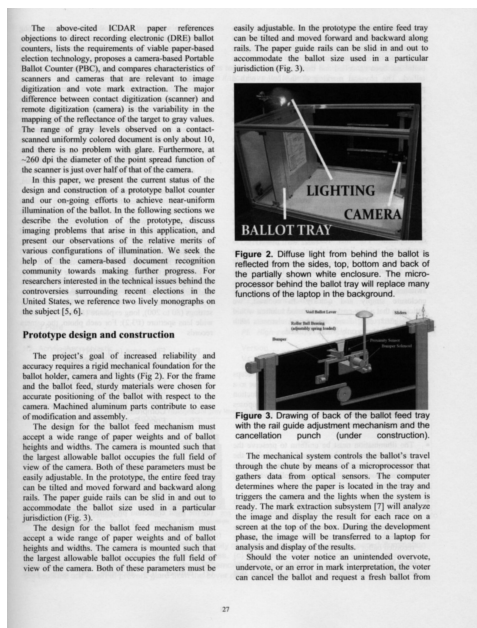 The above-cited ICDAR paper references
objections to direct recording electronic (DRE) ballot
counters, lists the requirements of viable paper-based
election technology, proposes a camera-based Portable
Ballot Counter (PBC), and compares characteristics of
scanners and cameras that are relevant to image
digitization and vote mark extraction. The major
difference between contact digitization (scanner) and
remote digitization (camera) is the variability in the
mapping of the reflectance of the target to gray values.
The range of gray levels observed on a contact-
scanned uniformly colored document is only about 10,
and there is no problem with glare. Furthermore, at
~260 dpi the diameter of the point spread function of
the scanner is just over half of that of the camera.
In this paper, we present the current status of the
design and construction of a prototype ballot counter
and our on-going efforts to achieve near-uniform
illumination of the ballot. In the following sections we
describe the evolution of the prototype, discuss
imaging problems that arise in this application, and
present our observations of the relative merits of
various configurations of illumination. We seek the
help of the camera-based document recognition
community towards making further progress. For
researchers interested in the technical issues behind the
controversies surrounding recent elections in the
United States, we reference two lively monographs on
the subject [5, 6].
Prototype design and construction
The project's goal of increased reliability and
accuracy requires a rigid mechanical foundation for the
ballot holder, camera and lights (Fig 2). For the frame
and the ballot feed, sturdy materials were chosen for
accurate positioning of the ballot with respect to the
camera. Machined aluminum parts contribute to ease
of modification and assembly.
The design for the ballot feed mechanism must
accept a wide range of paper weights and of ballot
heights and widths. The camera is mounted such that
the largest allowable ballot occupies the full field of
view of the camera. Both of these parameters must be
easily adjustable. In the prototype, the entire feed tray
can be tilted and moved forward and backward along
rails. The paper guide rails can be slid in and out to
accommodate the ballot size used in a particular
jurisdiction (Fig. 3).
The design for the ballot feed mechanism must
accept a wide range of paper weights and of ballot
heights and widths. The camera is mounted such that
the largest allowable ballot occupies the full field of
view of the camera. Both of these parameters must be
easily adjustable. In the prototype the entire feed tray
can be tilted and moved forward and backward along
rails. The paper guide rails can be slid in and out to
accommodate the ballot size used in a particular
jurisdiction (Fig. 3).
LIGHTING
CAMERA
BALLOT TRAY
Figure 2. Diffuse light from behind the ballot is
reflected from the sides, top, bottom and back of
the partially shown white enclosure. The micro-
processor behind the ballot tray will replace many
functions of the laptop in the background.
Void Ballot Lever
Roller Ball Bearing
(adjustably spring loaded)
Bumper
Figure 3. Drawing of back of the ballot feed tray
with the rail guide adjustment mechanism and the
cancellation punch (under construction).
The mechanical system controls the ballot's travel
through the chute by means of a microprocessor that
gathers data from optical sensors. The computer
determines where the paper is located in the tray and
triggers the camera and the lights when the system is
ready. The mark extraction subsystem [7] will analyze
the image and display the result for each race on a
screen at the top of the box. During the development
phase, the image will be transferred to a laptop for
analysis and display of the results.
Should the voter notice an unintended overvote,
undervote, or an error in mark interpretation, the voter
can cancel the ballot and request a fresh ballot from
27